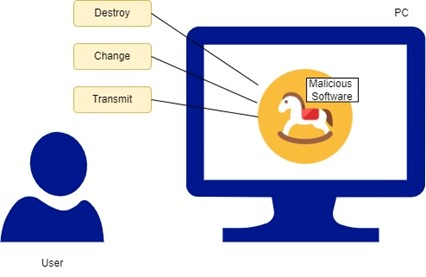 Destroy
PC
Change
Malicious
Software
Transmit
User